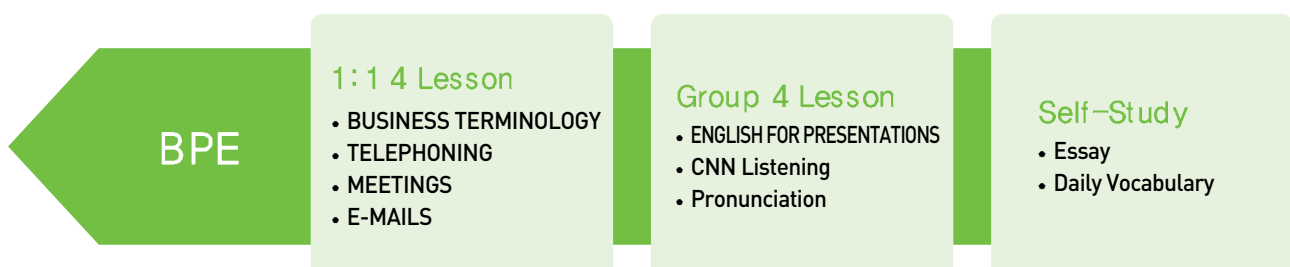 BPE
1:1 4 Lesson
• BUSINESS TERMINOLOGY
• TELEPHONING
• MEETINGS
• E-MAILS
Group 4 Lesson
• ENGLISH FOR PRESENTATIONS
• CNN Listening
• Pronunciation
Self-Study
• Essay
• Daily Vocabulary